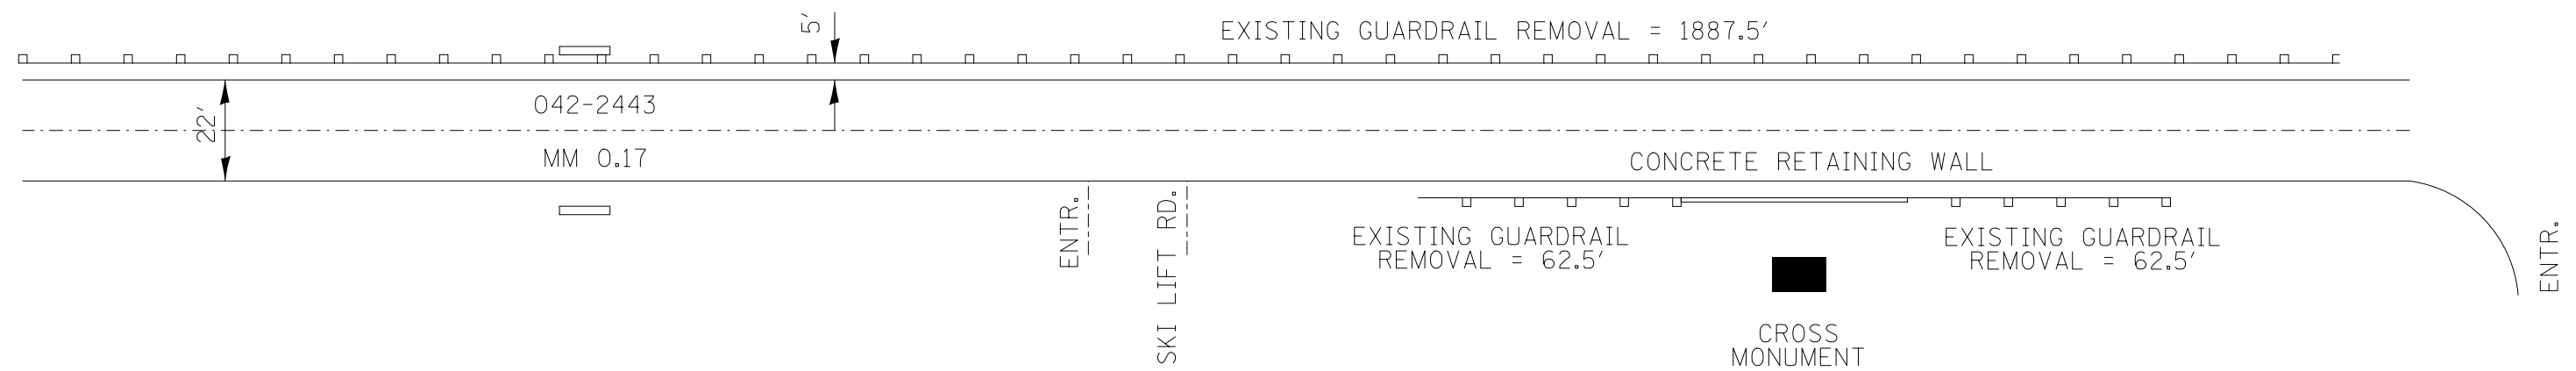 5'
EXISTING GUARDRAIL REMOVAL = 1887.5'
22'
042-2443
MM 0.17
CONCRETE RETAINING WALL
ENTR.
SKI LIFT RD.
EXISTING GUARDRAIL
REMOVAL = 62.5'
EXISTING GUARDRAIL
REMOVAL = 62.5'
ENTR.
CROSS
MONUMENT